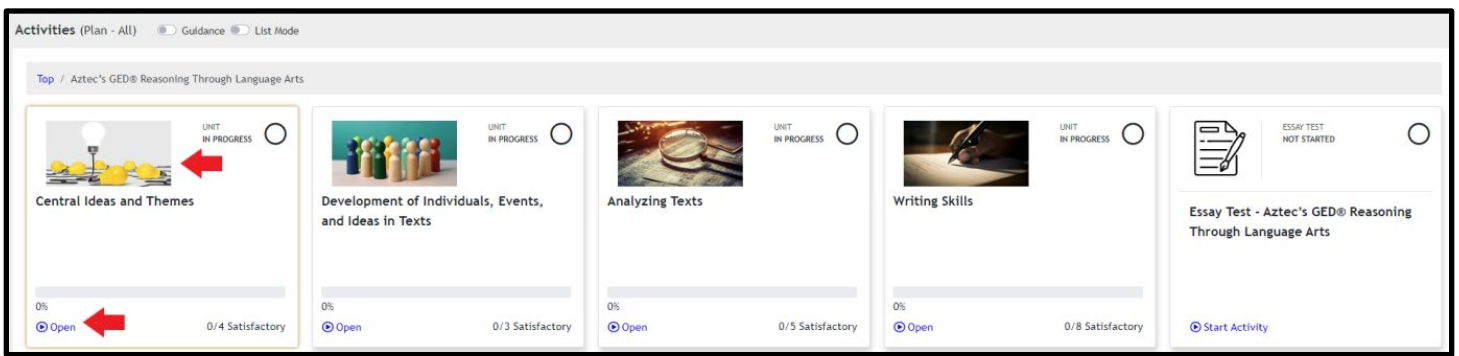 Activities (Plan - All) Guidance List Mode
Top / Aztec's GED® Reasoning Through Language Arts
UNIT
IN PROGRESS
Central Ideas and Themes
0%
Open 0/4 Satisfactory
UNIT
IN PROGRESS
Development of Individuals, Events,
and Ideas in Texts
0%
Open 0/3 Satisfactory
UNIT
IN PROGRESS
Analyzing Texts
0%
Open 0/5 Satisfactory
UNIT
IN PROGRESS
Writing Skills
0%
Open 0/8 Satisfactory
ESSAY TEST
NOT STARTED
Essay Test - Aztec's GED® Reasoning
Through Language Arts
Start Activity